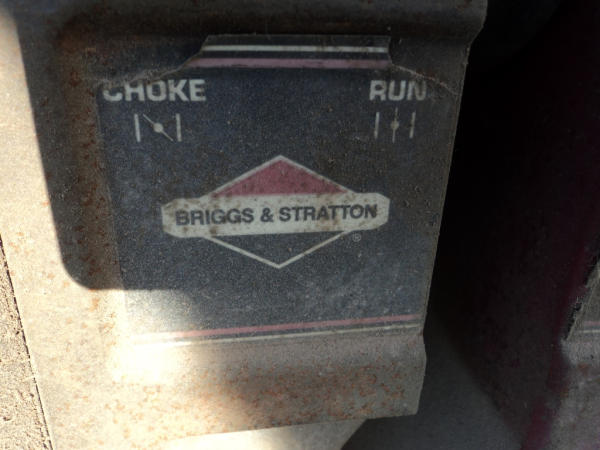 CHOKE RUN
BRIGGS & STRATTON
®